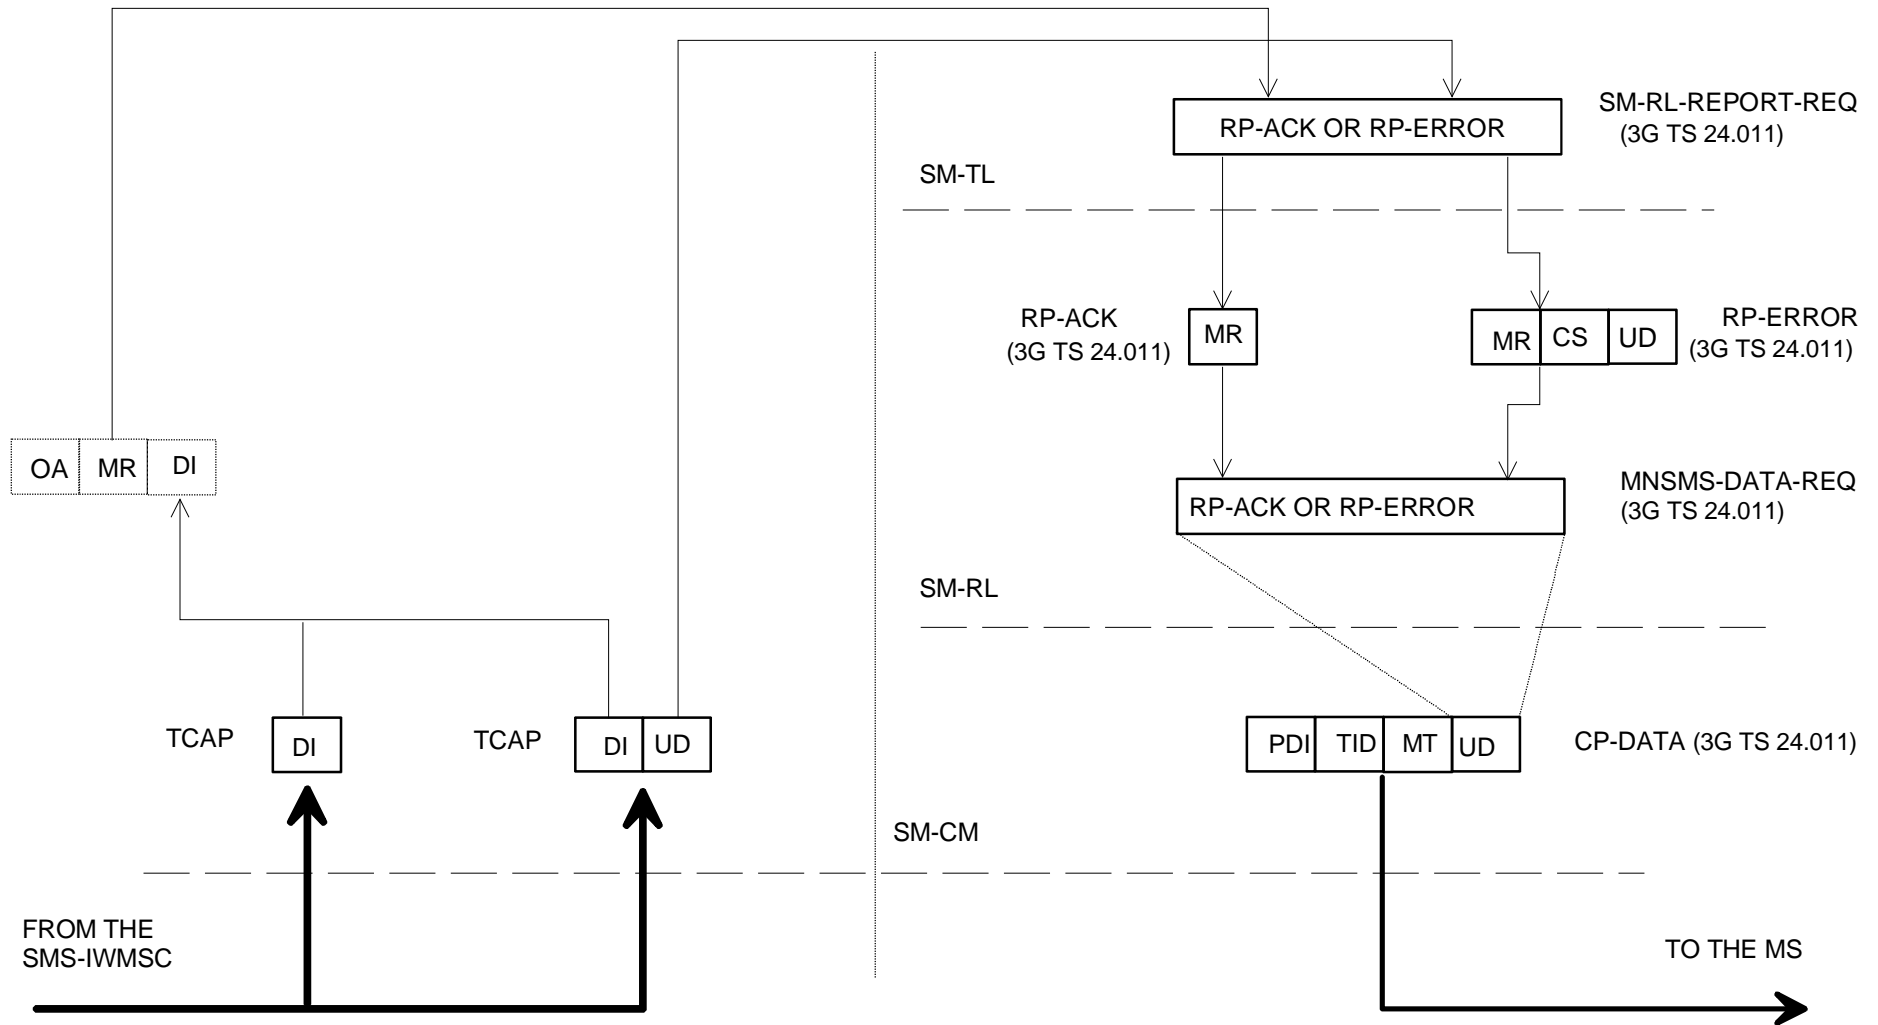 SM-RL-REPORT-REQ
(3G TS 24.011)
RP-ACK OR RP-ERROR
SM-TL
RP-ACK
(3G TS 24.011)
MR
MR CS UD
RP-ERROR
(3G TS 24.011)
OA MR DI
RP-ACK OR RP-ERROR
MNSMS-DATA-REQ
(3G TS 24.011)
SM-RL
TCAP
DI
TCAP
DI UD
PDI TID MT UD
CP-DATA (3G TS 24.011)
SM-CM
FROM THE
SMS-IWMSC
TO THE MS